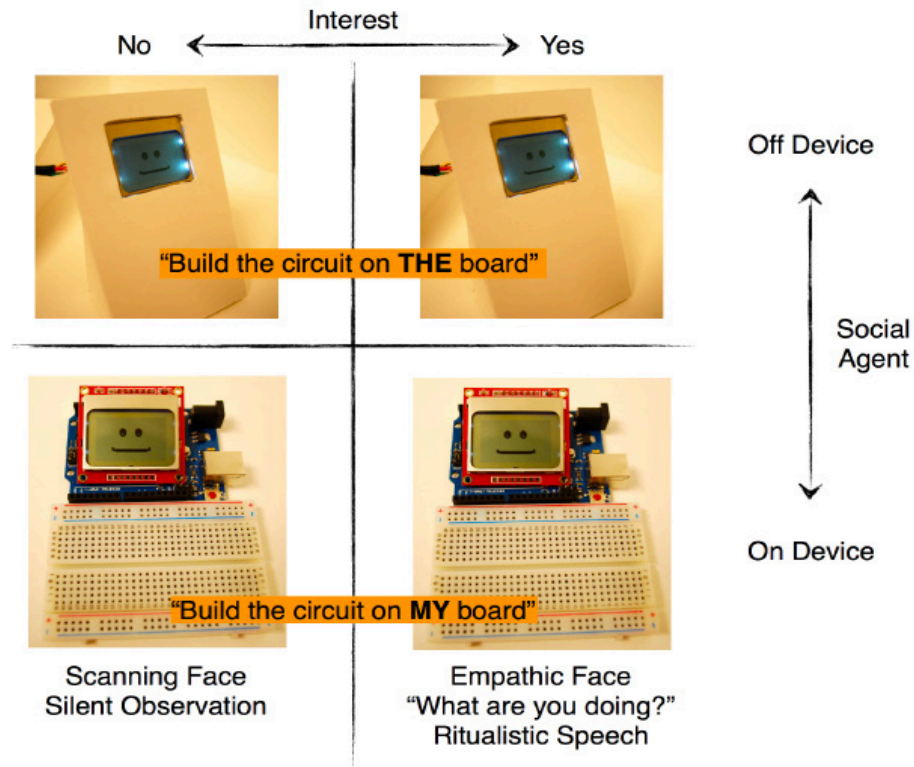 Interest
No
Yes
Off Device
"Build the circuit on THE board"
Social
Agent
On Device
"Build the circuit on MY board"
Scanning Face
Silent Observation
Empathic Face
"What are you doing?"
Ritualistic Speech